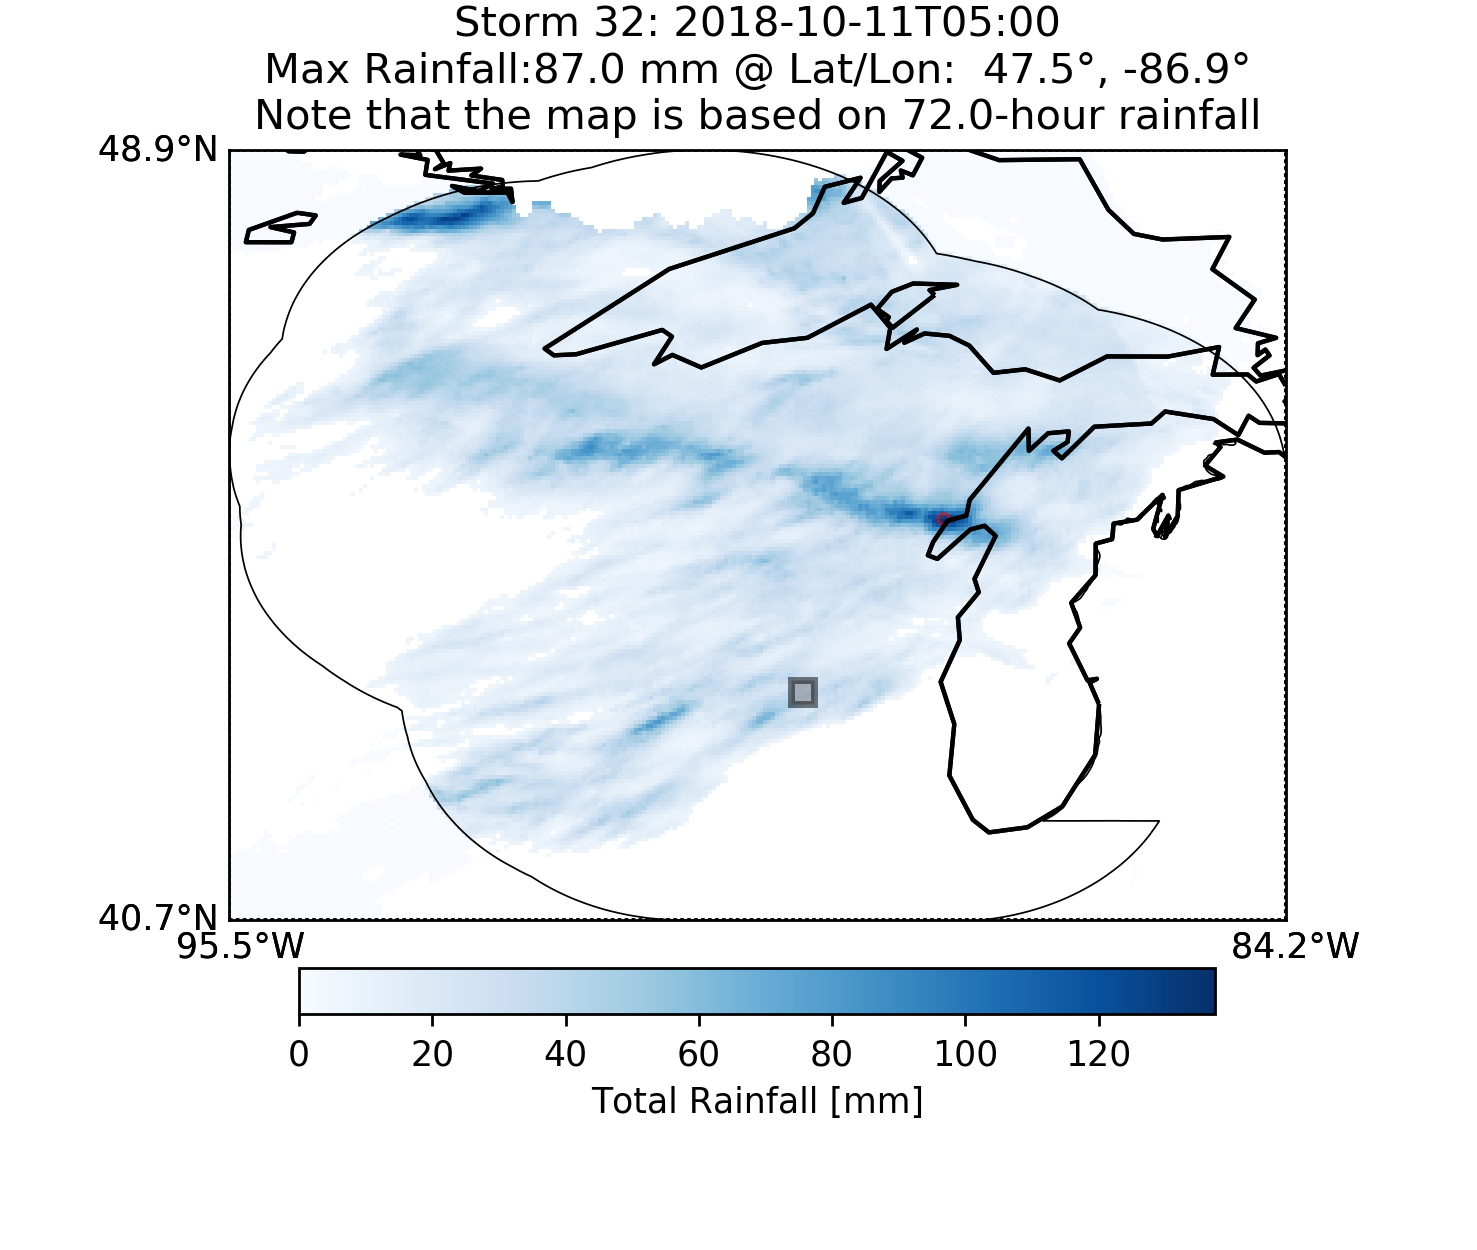 Storm 32: 2018-10-11T05:00
Max Rainfall:87.0 mm @ Lat/Lon:  47.5°, -86.9°
Note that the map is based on 72.0-hour rainfall
48.9°N
40.7°N
95.5°W 84.2°W
0 20 40 60 80 100 120
Total Rainfall [mm]